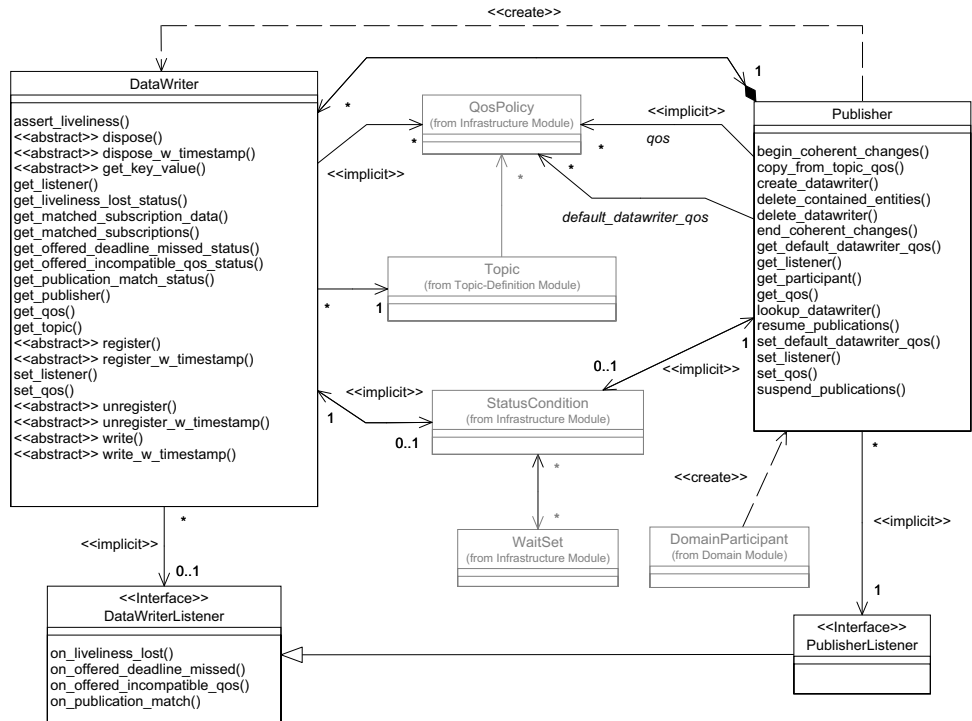 <<create>>
DataWriter
assert_liveliness()
<<abstract>> dispose()
<<abstract>> dispose_w_timestamp()
<<abstract>> get_key_value()
get_listener()
get_liveliness_lost_status()
get_matched_subscription_data()
get_matched_subscriptions()
get_offered_deadline_missed_status()
get_offered_incompatible_qos_status()
get_publication_match_status()
get_publisher()
get_qos()
get_topic()
<<abstract>> register()
<<abstract>> register_w_timestamp()
set_listener()
set_qos()
<<abstract>> unregister()
<<abstract>> unregister_w_timestamp()
<<abstract>> write()
<<abstract>> write_w_timestamp()
*
1
QosPolicy
(from Infrastructure Module)
*
<<implicit>>
<<implicit>>
qos
*
*
*
default_datawriter_qos
Publisher
begin_coherent_changes()
copy_from_topic_qos()
create_datawriter()
delete_contained_entities()
delete_datawriter()
end_coherent_changes()
get_default_datawriter_qos()
get_listener()
get_participant()
get_qos()
lookup_datawriter()
resume_publications()
set_default_datawriter_qos()
set_listener()
set_qos()
suspend_publications()
Topic
(from Topic-Definition Module)
*
1
1
0..1
<<implicit>>
<<implicit>>
1
0..1
StatusCondition
(from Infrastructure Module)
*
*
WaitSet
(from Infrastructure Module)
<<create>>
DomainParticipant
(from Domain Module)
*
<<implicit>>
1
*
<<implicit>>
0..1
<<Interface>>
DataWriterListener
on_liveliness_lost()
on_offered_deadline_missed()
on_offered_incompatible_qos()
on_publication_match()
<<Interface>>
PublisherListener